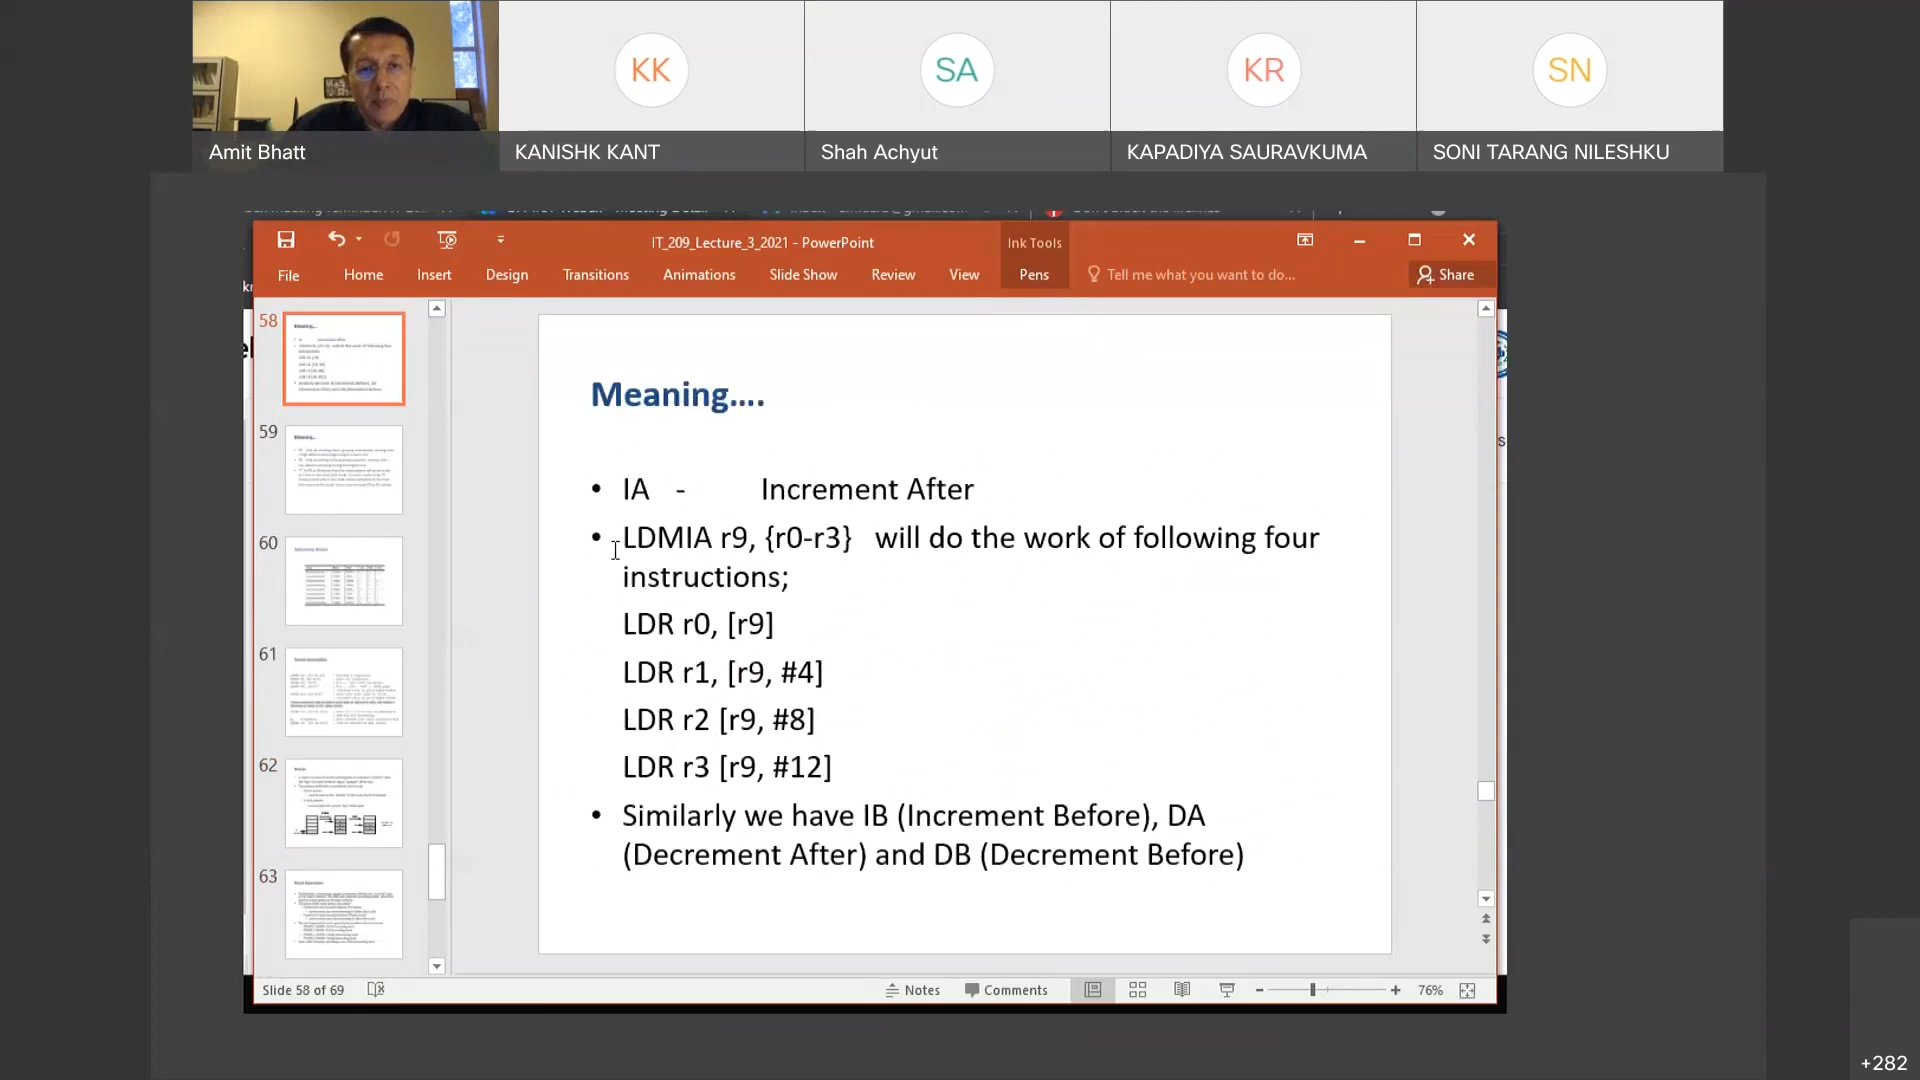 KK
SA
KR
SN
Amit Bhatt
KANISHK KANT
Shah Achyut
KAPADIYA SAURAVKUMA
SONI TARANG NILESHKU
IT_209_Lecture_3_2021 - PowerPoint
Ink Tools
File
Home
Insert
Design
Transitions
Animations
Slide Show
Review
View
Pens
Tell me what you want to do...
Share
58
59
60
61
62
63
Meaning....
• IA - Increment After
• LDMIA r9, {r0-r3} will do the work of following four
instructions;
LDR r0, [r9]
LDR r1, [r9, #4]
LDR r2 [r9, #8]
LDR r3 [r9, #12]
• Similarly we have IB (Increment Before), DA
(Decrement After) and DB (Decrement Before)
Slide 58 of 69
Notes
Comments
76%
+282